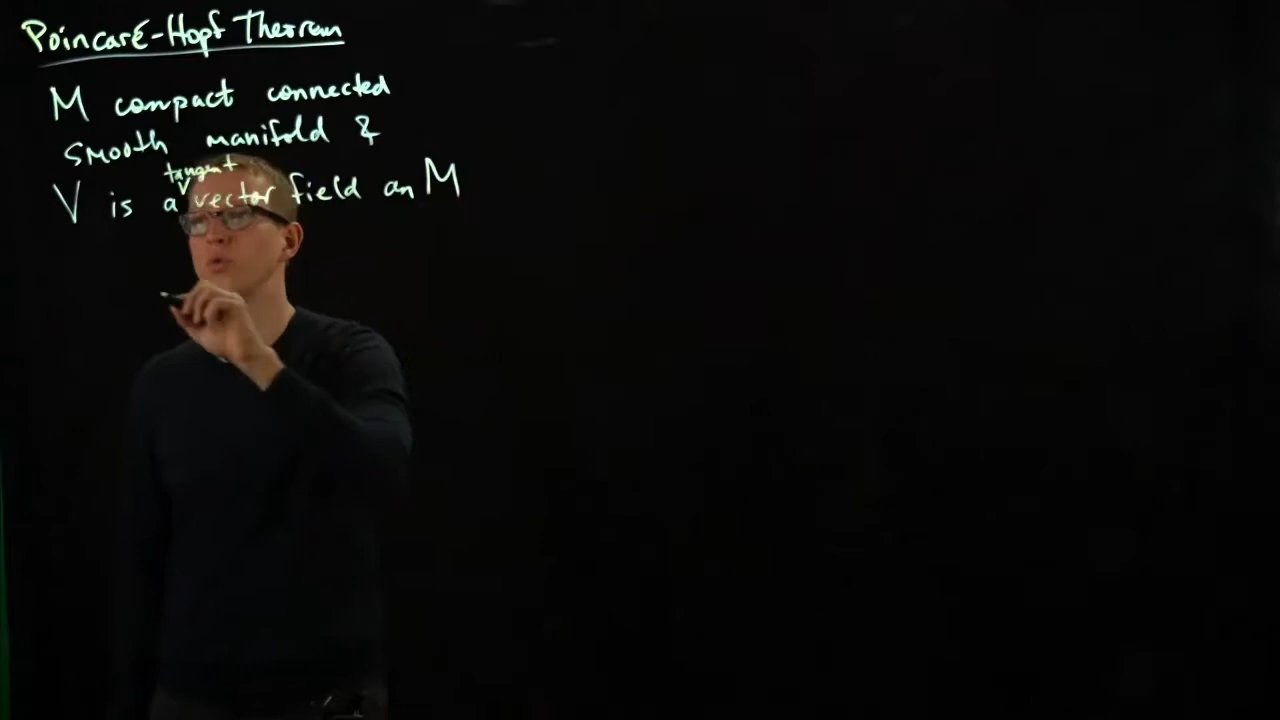 Poincaré-Hopf Theorem
M compact connected
smooth manifold &
tangent
V is a vector field on M